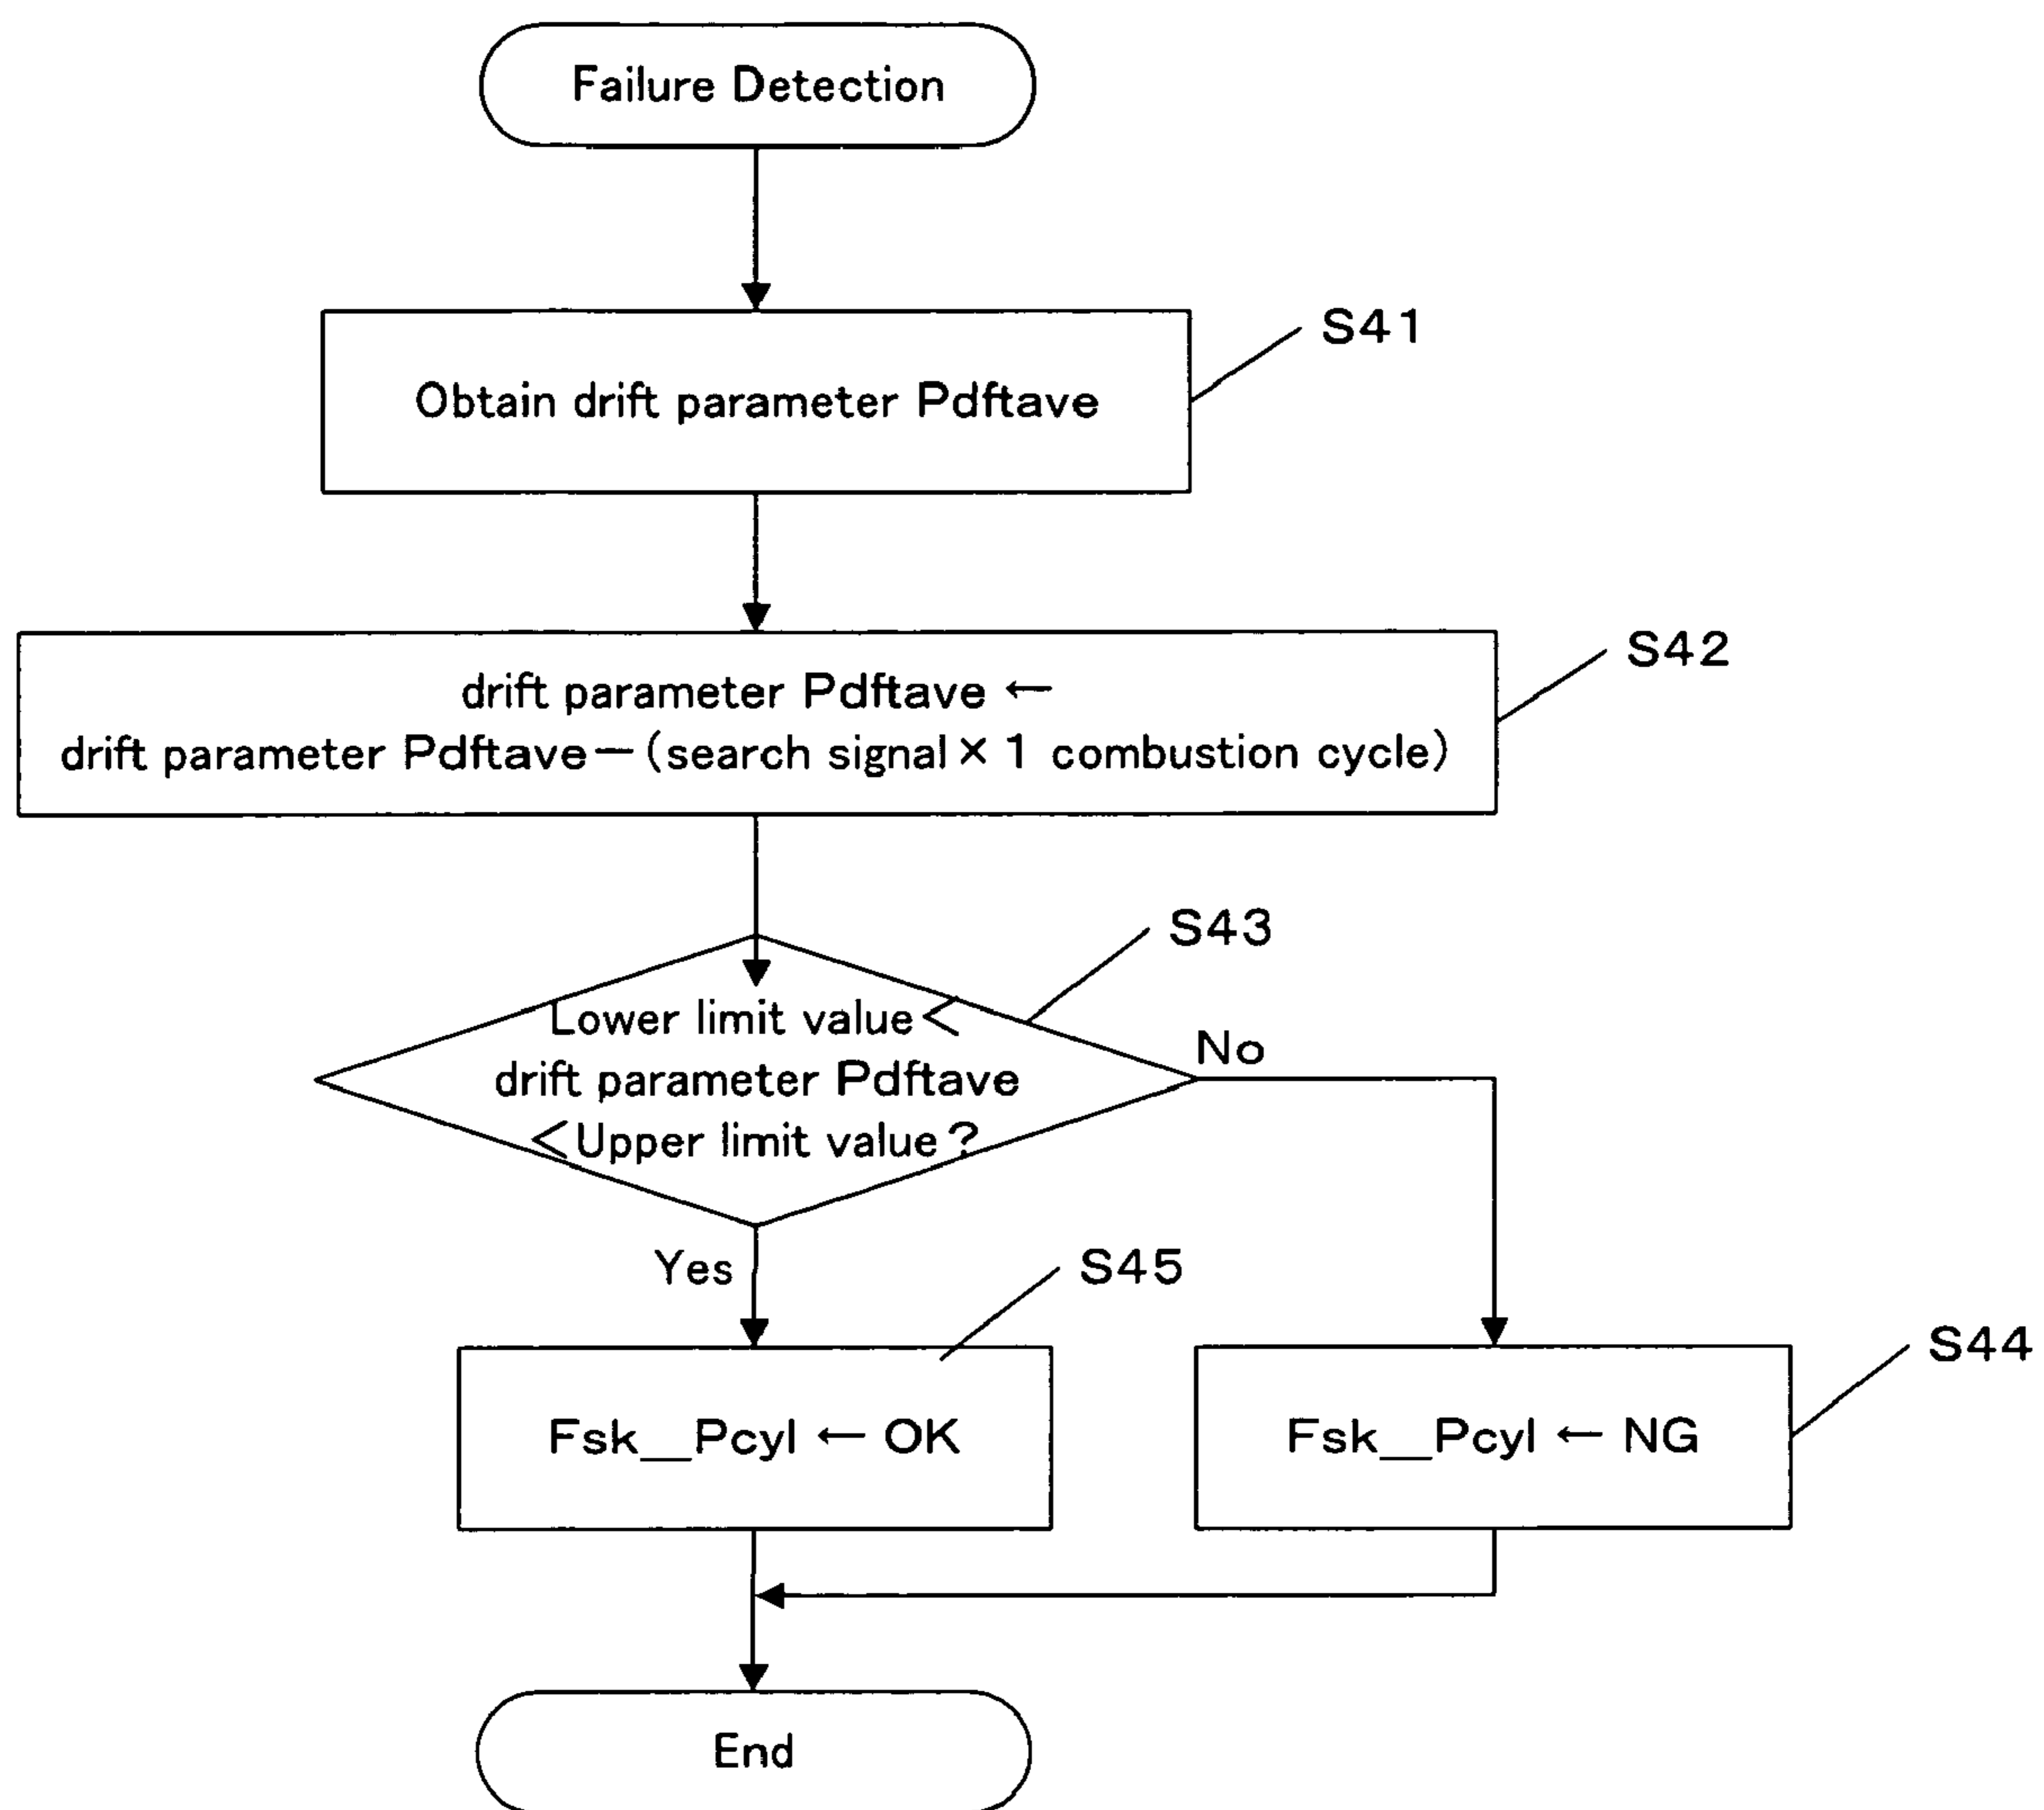 Failure Detection
S41
Obtain drift parameter Pdftave
S42
drift parameter Pdftave ←
drift parameter Pdftave－(search signal × 1 combustion cycle)
S43
Lower limit value <
drift parameter Pdftave
< Upper limit value ?
No
Yes
S45
Fsk__Pcyl ← OK
S44
Fsk__Pcyl ← NG
End